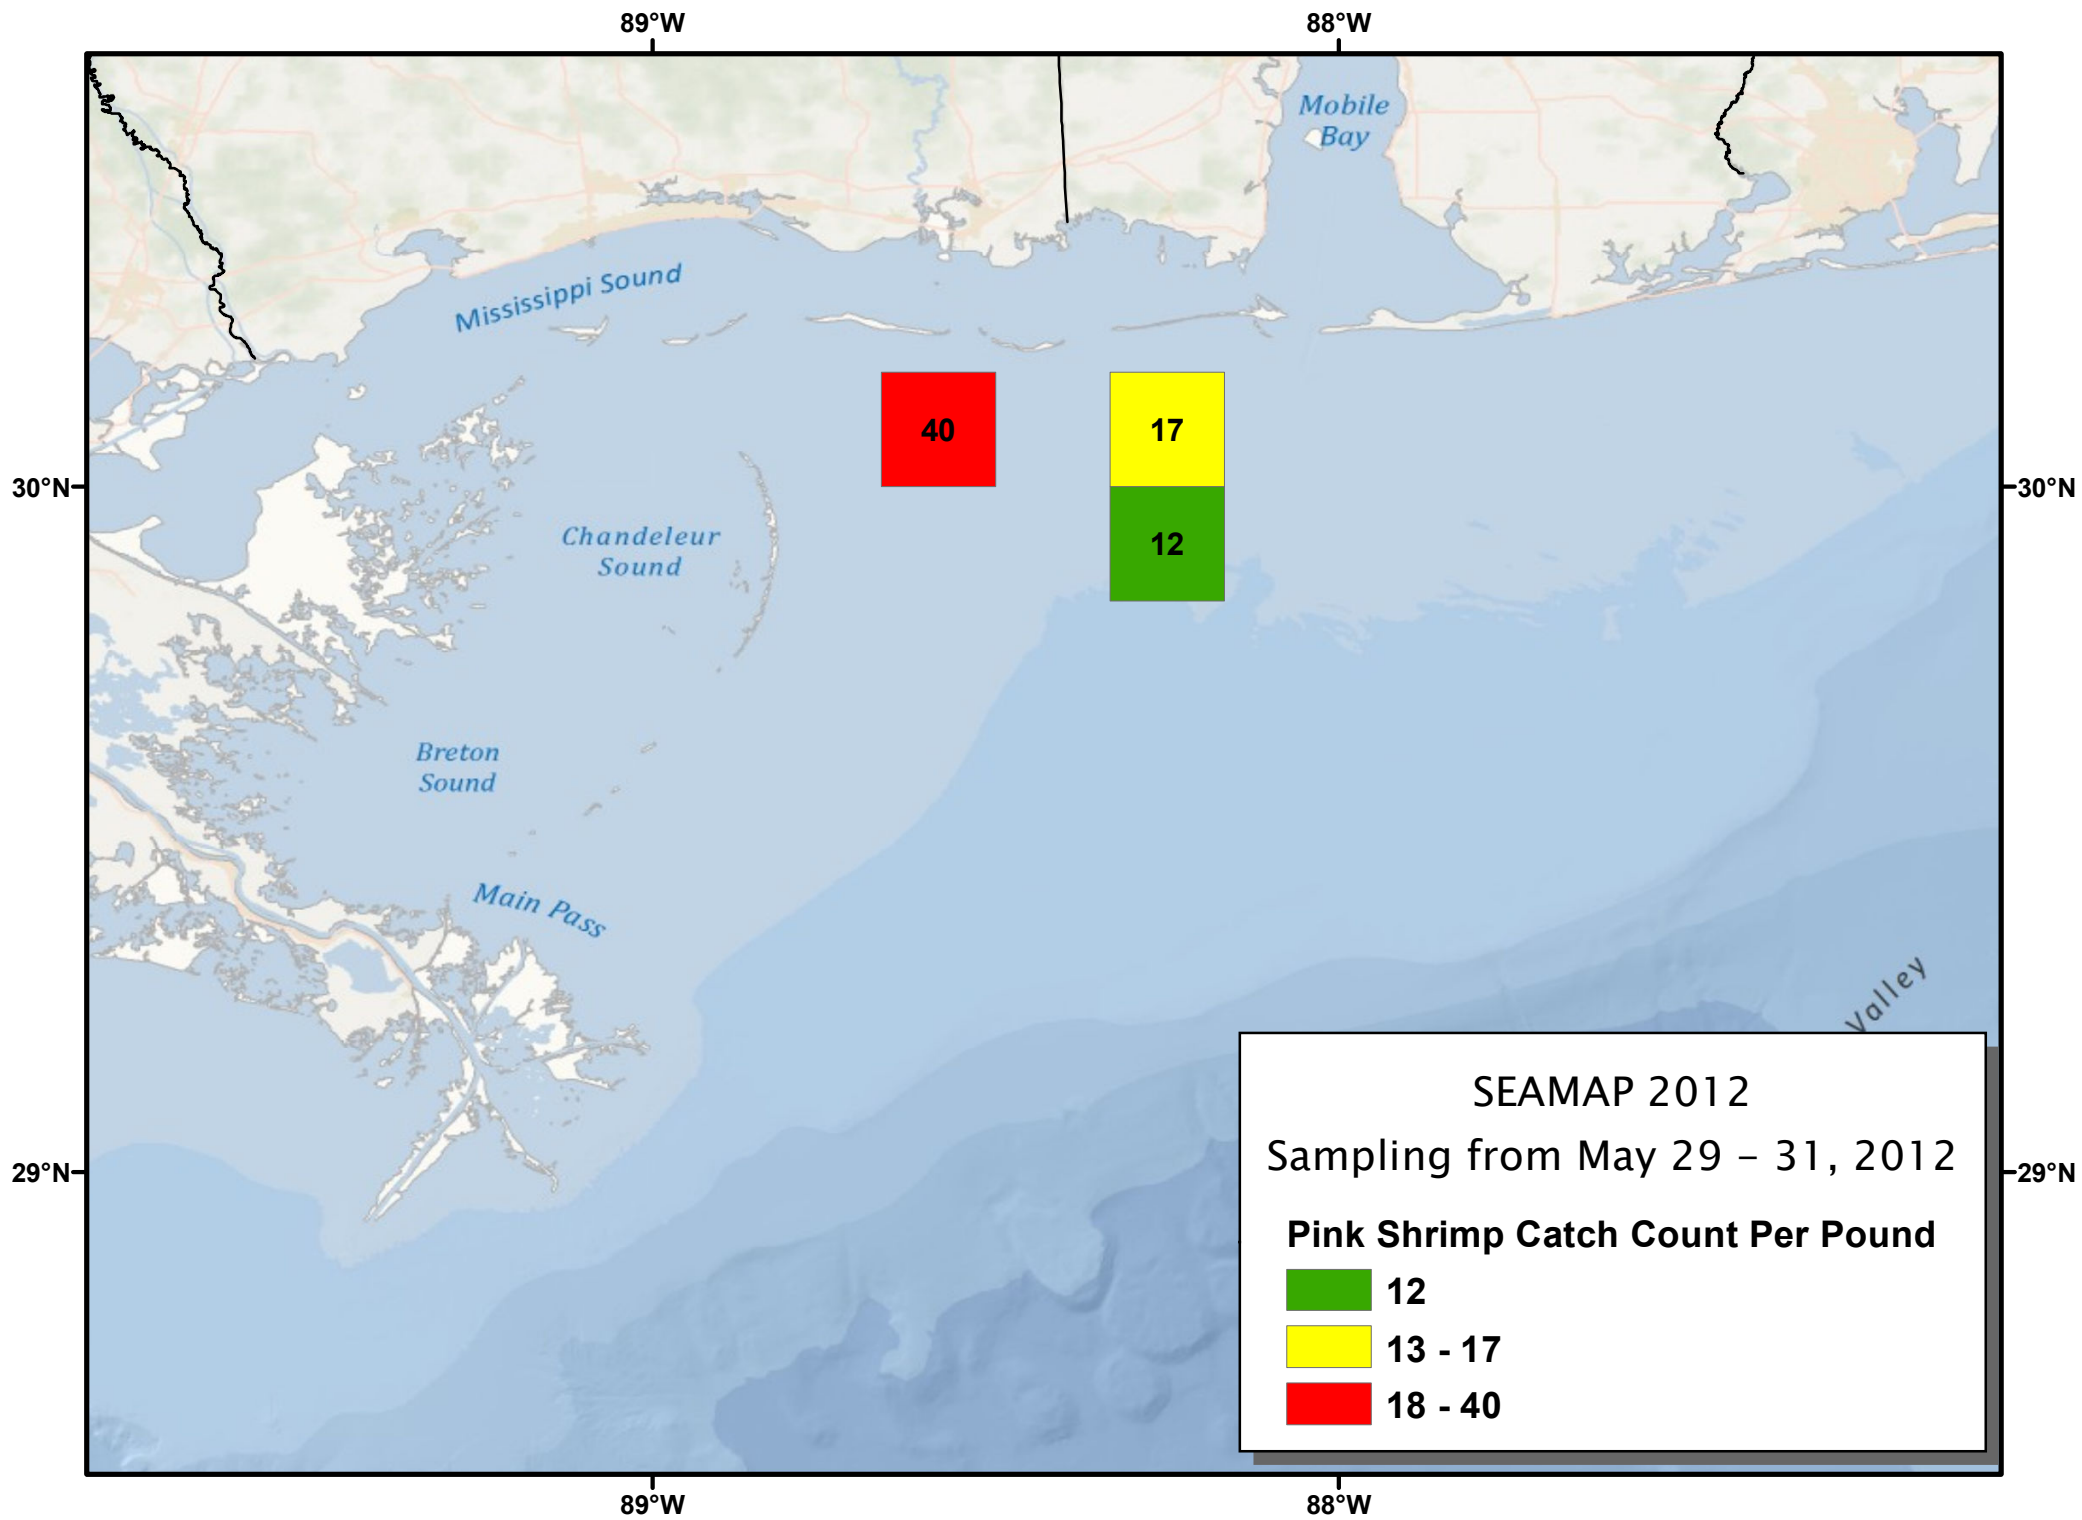 89°W
88°W
Mobile
Bay
Mississippi Sound
40
17
30°N
30°N
Chandeleur
Sound
12
Breton
Sound
Main Pass
Valley
SEAMAP 2012
Sampling from May 29 – 31, 2012
29°N
29°N
Pink Shrimp Catch Count Per Pound
12
13 - 17
18 - 40
89°W
88°W